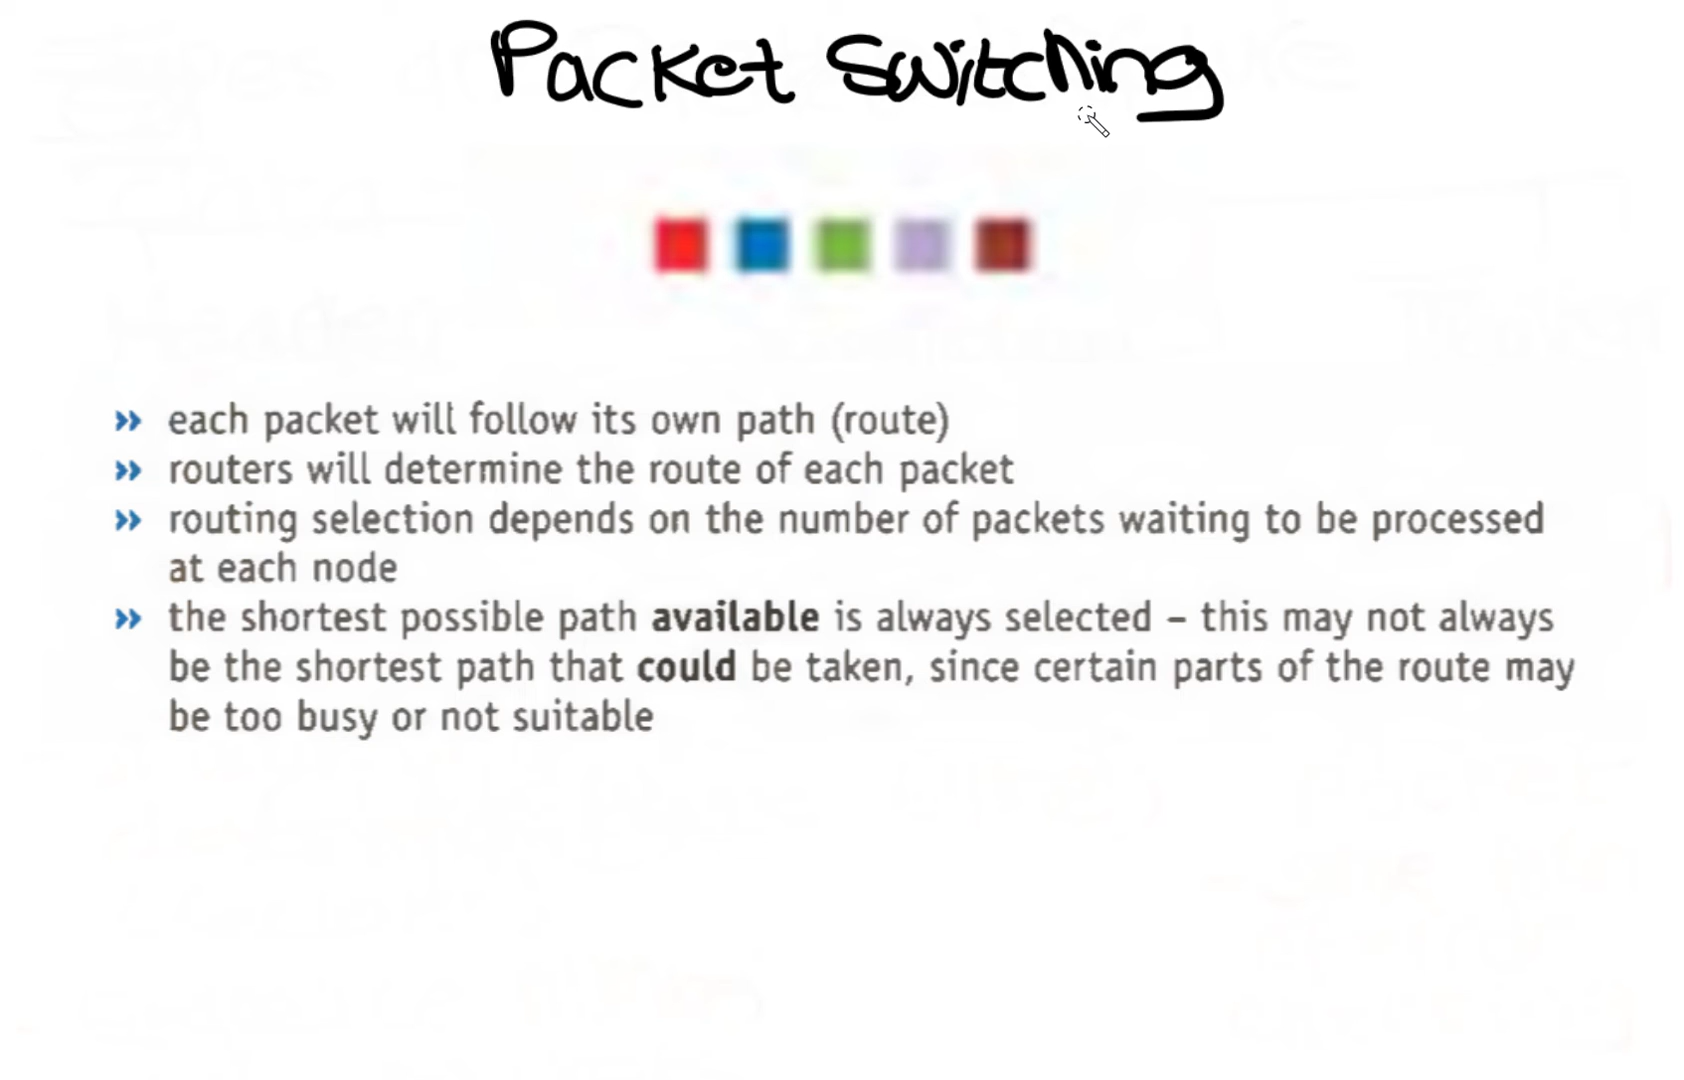 Packet Switching
» each packet will follow its own path (route)
» routers will determine the route of each packet
» routing selection depends on the number of packets waiting to be processed
at each node
» the shortest possible path available is always selected – this may not always
be the shortest path that could be taken, since certain parts of the route may
be too busy or not suitable